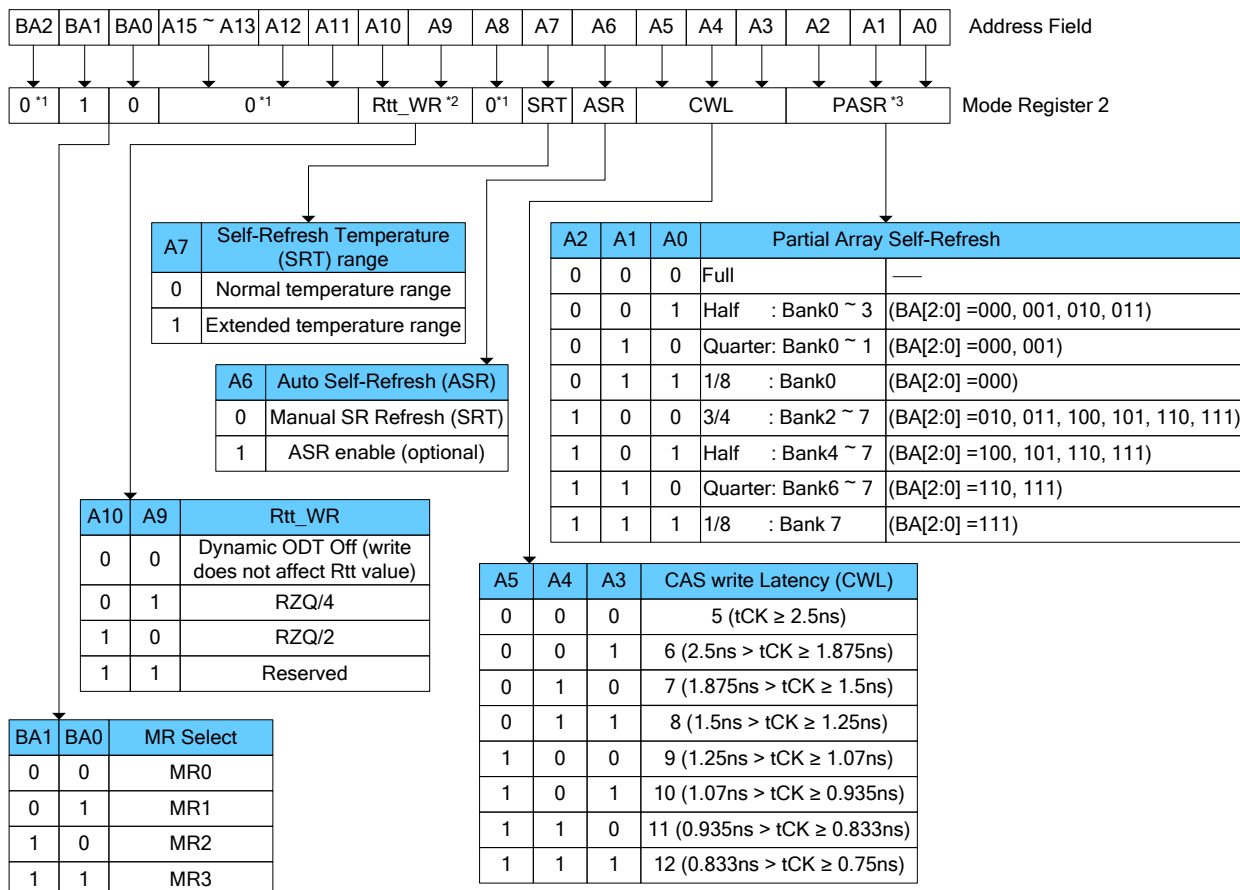 BA2 BA1 BA0 A15 ~ A13 A12 A11 A10 A9 A8 A7 A6 A5 A4 A3 A2 A1 A0 Address Field
0*1 1 0 0*1 Rtt_WR*2 0*1 SRT ASR CWL PASR*3 Mode Register 2
A7 Self-Refresh Temperature
(SRT) range
0 Normal temperature range
1 Extended temperature range
A6 Auto Self-Refresh (ASR)
0 Manual SR Refresh (SRT)
1 ASR enable (optional)
A10 A9 Rtt_WR
0 0 Dynamic ODT Off (write
does not affect Rtt value)
0 1 RZQ/4
1 0 RZQ/2
1 1 Reserved
BA1 BA0 MR Select
0 0 MR0
0 1 MR1
1 0 MR2
1 1 MR3
A2 A1 A0 Partial Array Self-Refresh
0 0 0 Full —
0 0 1 Half : Bank0 ~ 3 (BA[2:0] =000, 001, 010, 011)
0 1 0 Quarter: Bank0 ~ 1 (BA[2:0] =000, 001)
0 1 1 1/8 : Bank0 (BA[2:0] =000)
1 0 0 3/4 : Bank2 ~ 7 (BA[2:0] =010, 011, 100, 101, 110, 111)
1 0 1 Half : Bank4 ~ 7 (BA[2:0] =100, 101, 110, 111)
1 1 0 Quarter: Bank6 ~ 7 (BA[2:0] =110, 111)
1 1 1 1/8 : Bank 7 (BA[2:0] =111)
A5 A4 A3 CAS write Latency (CWL)
0 0 0 5 (tCK ≥ 2.5ns)
0 0 1 6 (2.5ns > tCK ≥ 1.875ns)
0 1 0 7 (1.875ns > tCK ≥ 1.5ns)
0 1 1 8 (1.5ns > tCK ≥ 1.25ns)
1 0 0 9 (1.25ns > tCK ≥ 1.07ns)
1 0 1 10 (1.07ns > tCK ≥ 0.935ns)
1 1 0 11 (0.935ns > tCK ≥ 0.833ns)
1 1 1 12 (0.833ns > tCK ≥ 0.75ns)